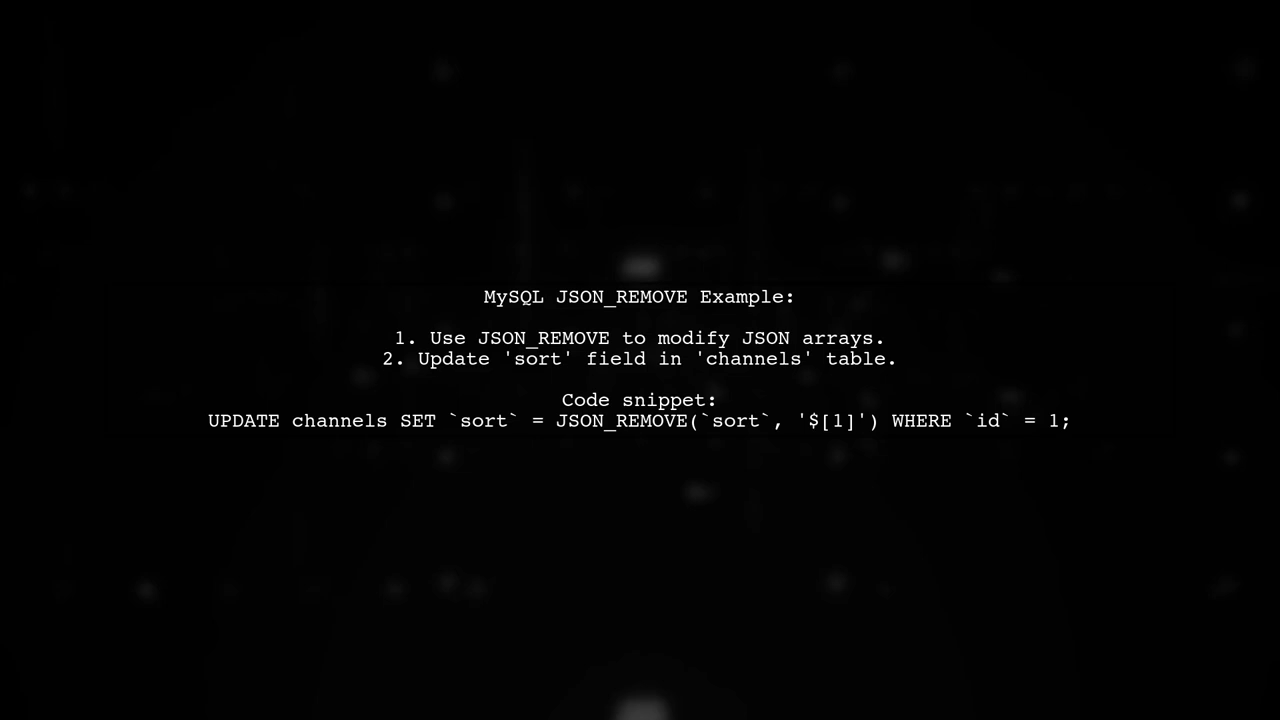 MySQL JSON_REMOVE Example:
1. Use JSON_REMOVE to modify JSON arrays.
2. Update 'sort' field in 'channels' table.
Code snippet:
UPDATE channels SET `sort` = JSON_REMOVE(`sort`, '$[1]') WHERE `id` = 1;